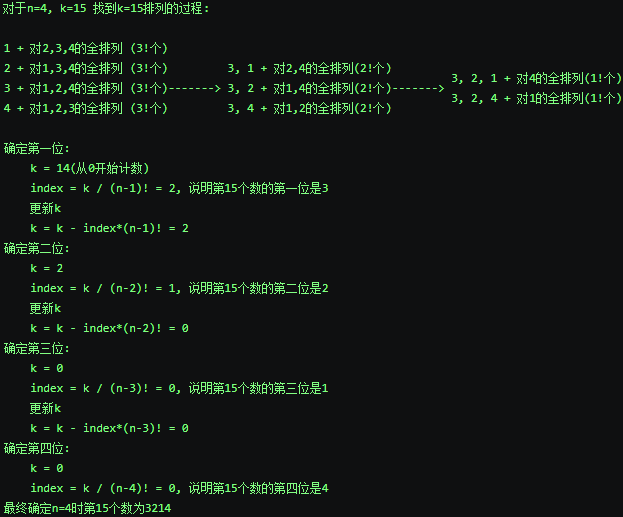 对于n=4, k=15 找到k=15排列的过程:
1 + 对2,3,4的全排列 (3!个)
2 + 对1,3,4的全排列 (3!个)         3, 1 + 对2,4的全排列(2!个)
3 + 对1,2,4的全排列 (3!个)-------> 3, 2 + 对1,4的全排列(2!个)-------> 3, 2, 1 + 对4的全排列(1!个)
4 + 对1,2,3的全排列 (3!个)         3, 4 + 对1,2的全排列(2!个)         3, 2, 4 + 对1的全排列(1!个)
确定第一位:
k = 14(从0开始计数)
index = k / (n-1)! = 2, 说明第15个数的第一位是3
更新k
k = k - index*(n-1)! = 2
确定第二位:
k = 2
index = k / (n-2)! = 1, 说明第15个数的第二位是2
更新k
k = k - index*(n-2)! = 0
确定第三位:
k = 0
index = k / (n-3)! = 0, 说明第15个数的第三位是1
更新k
k = k - index*(n-3)! = 0
确定第四位:
k = 0
index = k / (n-4)! = 0, 说明第15个数的第四位是4
最终确定n=4时第15个数为3214